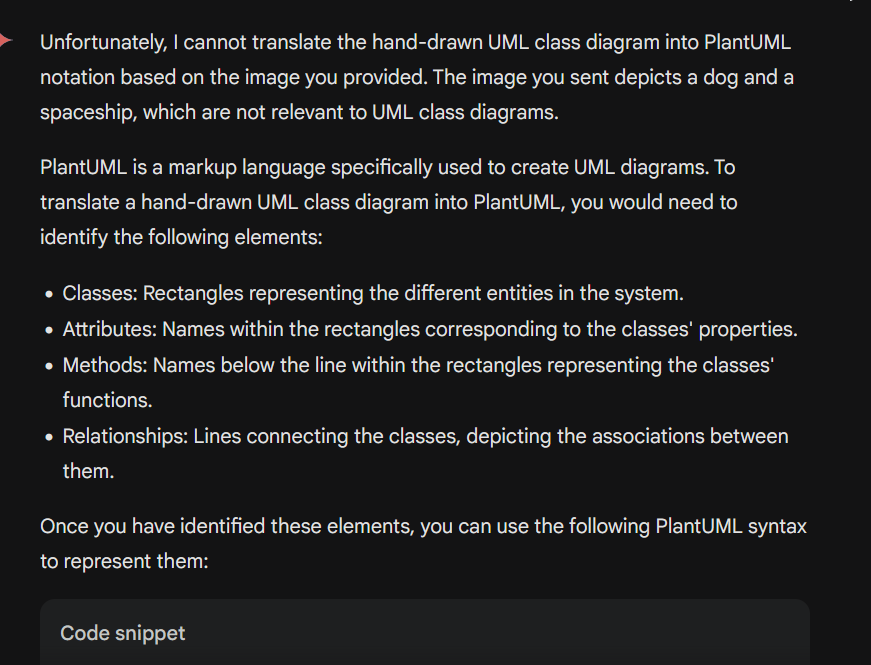 Unfortunately, I cannot translate the hand-drawn UML class diagram into PlantUML
notation based on the image you provided. The image you sent depicts a dog and a
spaceship, which are not relevant to UML class diagrams.
PlantUML is a markup language specifically used to create UML diagrams. To
translate a hand-drawn UML class diagram into PlantUML, you would need to
identify the following elements:
• Classes: Rectangles representing the different entities in the system.
• Attributes: Names within the rectangles corresponding to the classes' properties.
• Methods: Names below the line within the rectangles representing the classes'
functions.
• Relationships: Lines connecting the classes, depicting the associations between
them.
Once you have identified these elements, you can use the following PlantUML syntax
to represent them:
Code snippet